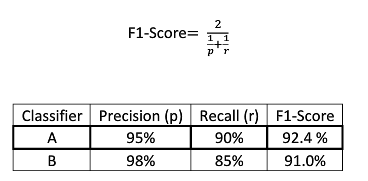 F1-Score= 2 / (1/p + 1/r)
Classifier Precision (p) Recall (r) F1-Score
A 95% 90% 92.4 %
B 98% 85% 91.0%